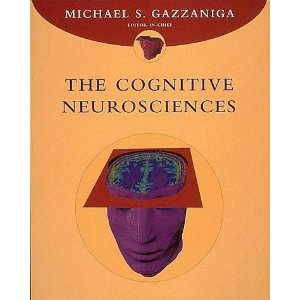 MICHAEL S. GAZZANIGA
EDITOR-IN-CHIEF
THE COGNITIVE
NEUROSCIENCES